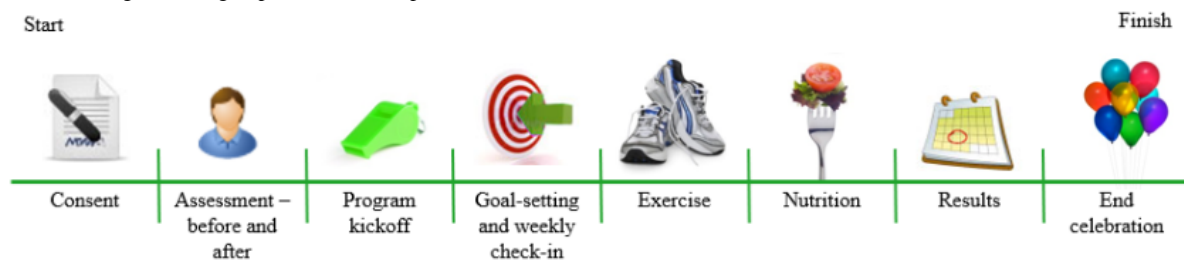 Start
Finish
Consent
Assessment –
before and
after
Program
kickoff
Goal-setting
and weekly
check-in
Exercise
Nutrition
Results
End
celebration